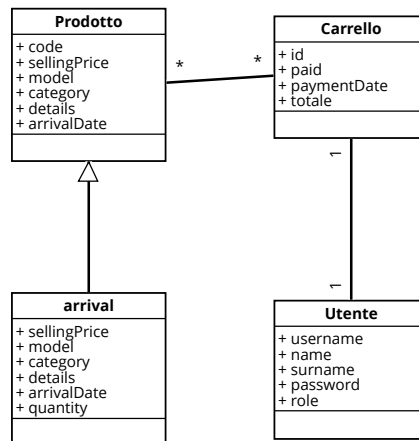 Prodotto
+ code
+ sellingPrice
+ model
+ category
+ details
+ arrivalDate
* *
Carrello
+ id
+ paid
+ paymentDate
+ totale
1
1
arrival
+ sellingPrice
+ model
+ category
+ details
+ arrivalDate
+ quantity
Utente
+ username
+ name
+ surname
+ password
+ role